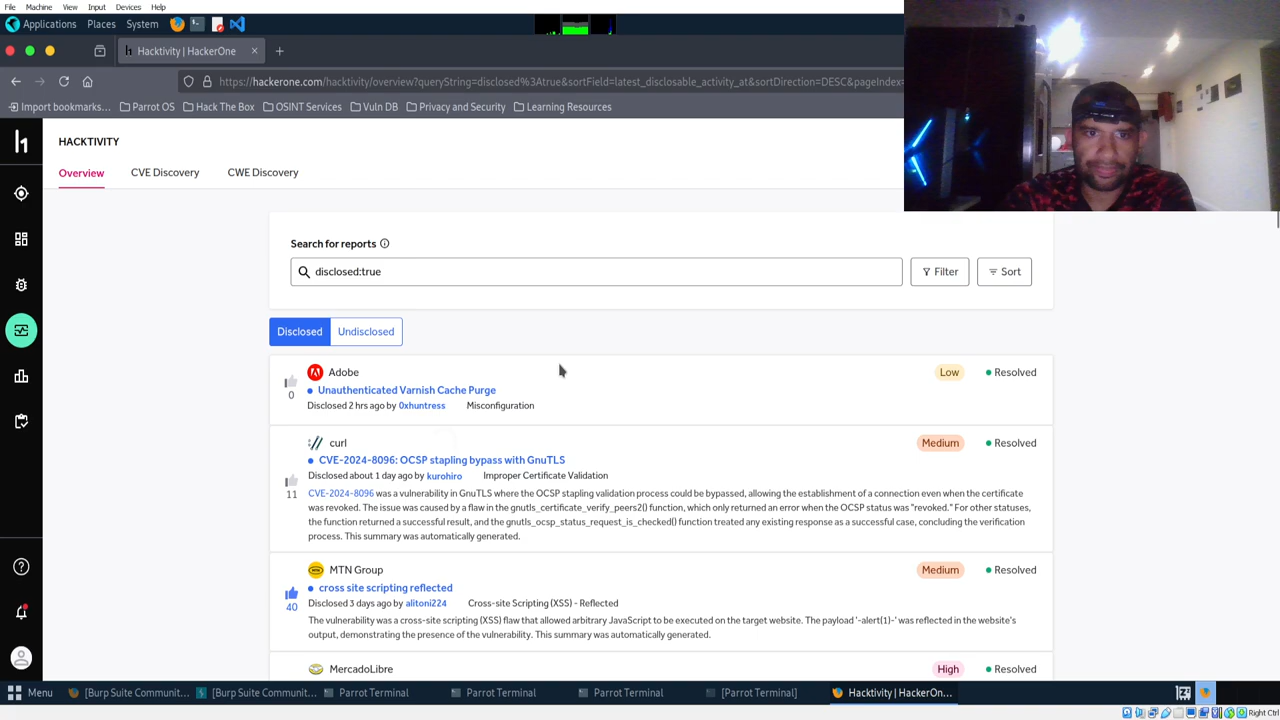 File Machine View Input Devices Help
Applications Places System
Hacktivity | HackerOne
https://hackerone.com/hacktivity/overview?queryString=disclosed%3Atrue&sortField=latest_disclosable_activity_at&sortDirection=DESC&pageIndex=
Import bookmarks... Parrot OS Hack The Box OSINT Services Vuln DB Privacy and Security Learning Resources
HACKTIVITY
Overview CVE Discovery CWE Discovery
Search for reports
disclosed:true Filter Sort
Disclosed Undisclosed
Adobe Low Resolved
Unauthenticated Varnish Cache Purge
0 Disclosed 2 hrs ago by 0xhuntress Misconfiguration
curl Medium Resolved
CVE-2024-8096: OCSP stapling bypass with GnuTLS
Disclosed about 1 day ago by kurohiro Improper Certificate Validation
11 CVE-2024-8096 was a vulnerability in GnuTLS where the OCSP stapling validation process could be bypassed, allowing the establishment of a connection even when the certificate
was revoked. The issue was caused by a flaw in the gnutls_certificate_verify_peers2() function, which only returned an error when the OCSP status was "revoked." For other statuses,
the function returned a successful result, and the gnutls_ocsp_status_request_is_checked() function treated any existing response as a successful case, concluding the verification
process. This summary was automatically generated.
MTN Group Medium Resolved
cross site scripting reflected
40 Disclosed 3 days ago by alitoni224 Cross-site Scripting (XSS) - Reflected
The vulnerability was a cross-site scripting (XSS) flaw that allowed arbitrary JavaScript to be executed on the target website. The payload '-alert(1)-' was reflected in the website's
output, demonstrating the presence of the vulnerability. This summary was automatically generated.
MercadoLibre High Resolved
Menu [Burp Suite Communit... [Burp Suite Communit... Parrot Terminal Parrot Terminal Parrot Terminal [Parrot Terminal] Hacktivity | HackerOn...
Right Ctrl